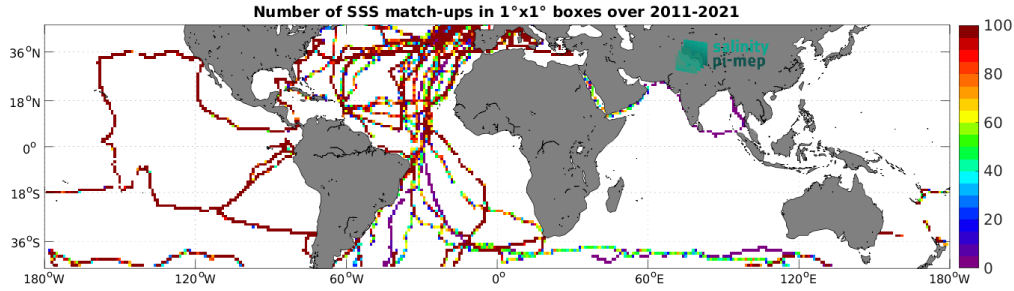 Number of SSS match-ups in 1°x1° boxes over 2011-2021
salinity
pi-mep
36°N
18°N
0°
18°S
36°S
180°W
120°W
60°W
0°
60°E
120°E
180°W
100
80
60
40
20
0